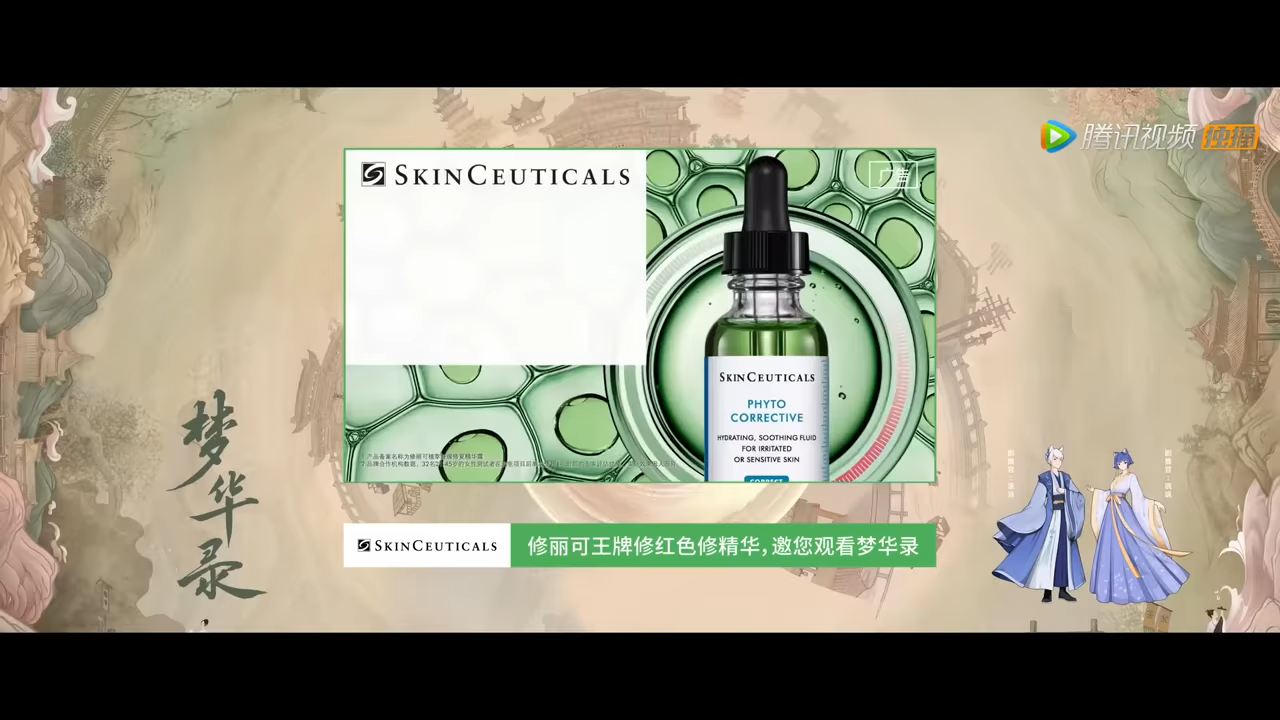 腾讯视频 独播
SKINCEUTICALS
广告
SKINCEUTICALS
PHYTO
CORRECTIVE
HYDRATING, SOOTHING FLUID
FOR IRRITATED
OR SENSITIVE SKIN
CORRECT
梦华录
SKINCEUTICALS
修丽可王牌修红色修精华，邀您观看梦华录